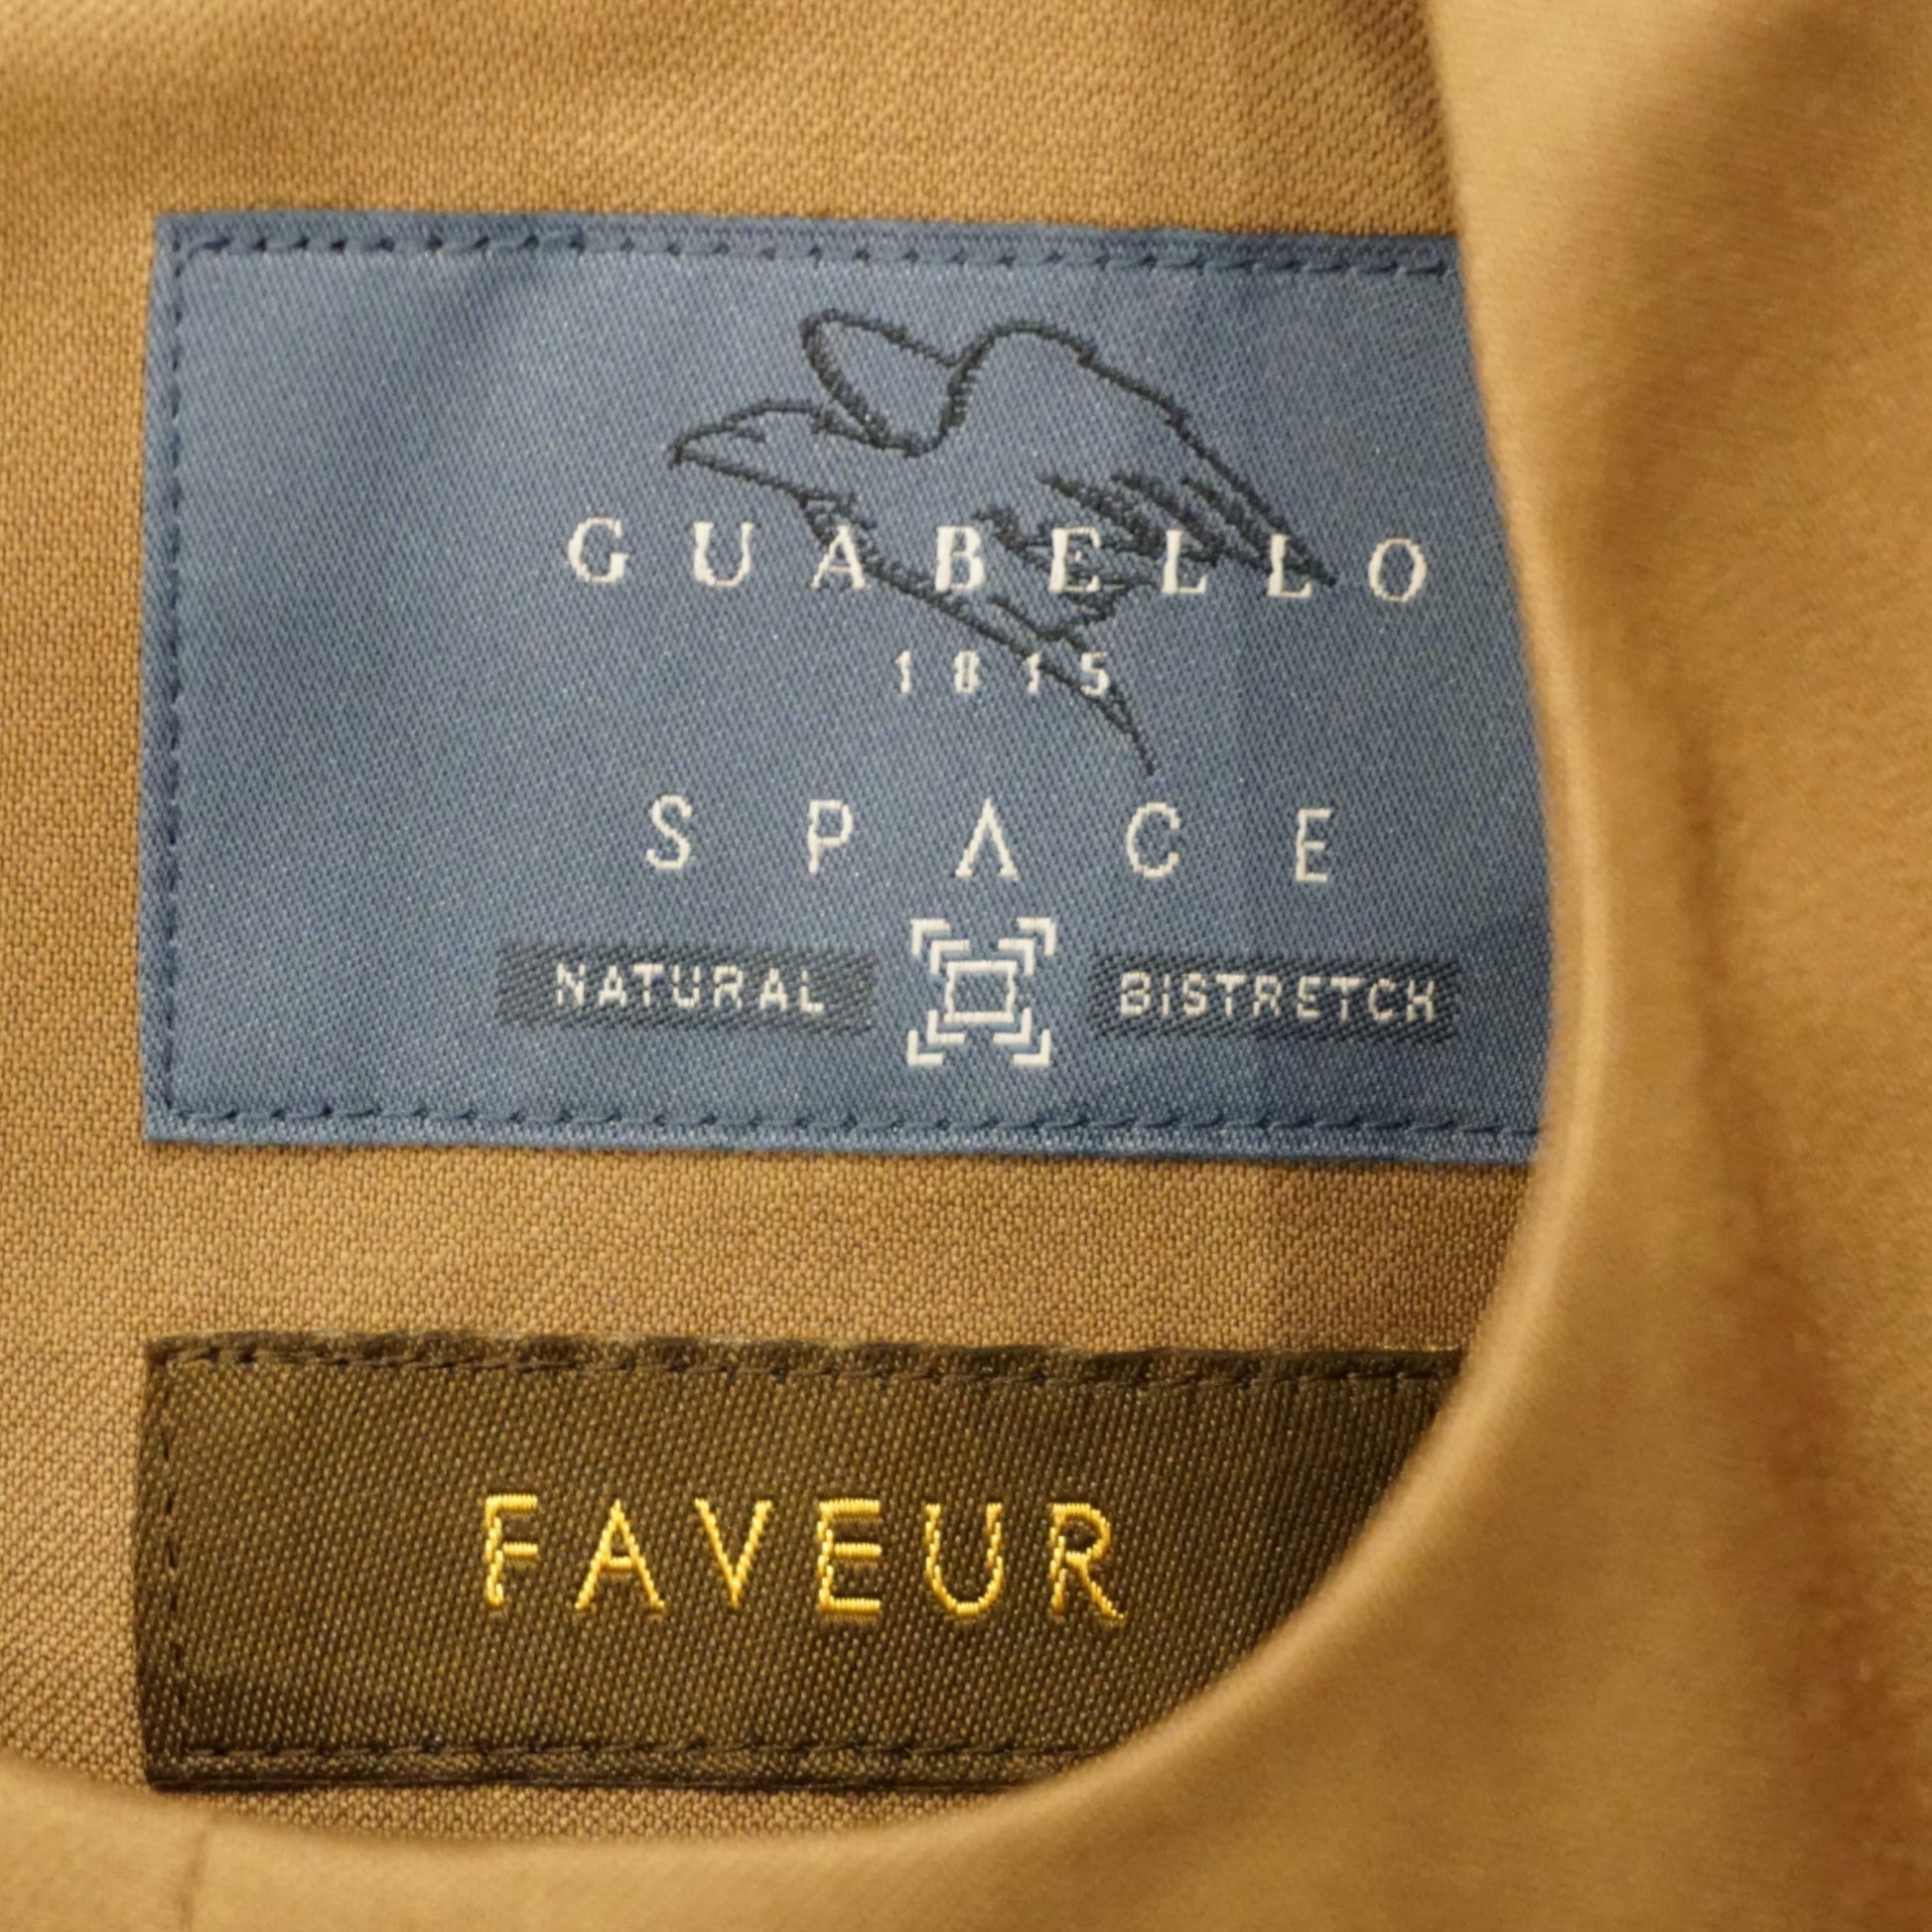 GUABELLO
1815
SPACE
NATURAL BISTRETCH
FAVEUR